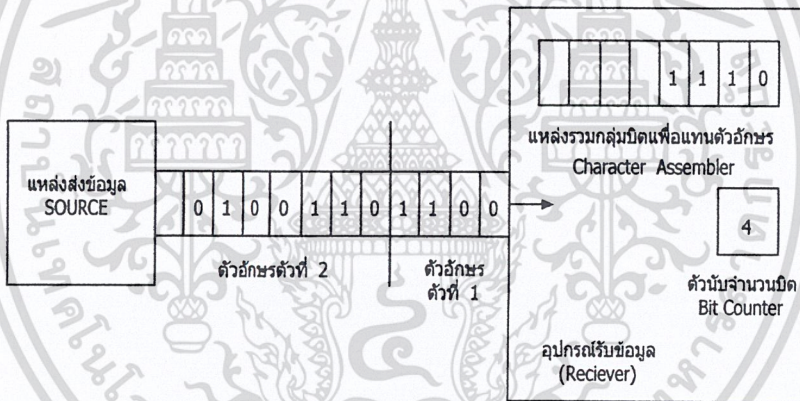 1 1 1 0
แหล่งรวมกลุ่มบิตแพื่อแทนตัวอักษร
Character Assembler
แหล่งส่งข้อมูล
SOURCE
0 1 0 0 1 1 0 1 1 0 0
4
ตัวอักษรตัวที่ 2
ตัวอักษร
ตัวที่ 1
ตัวนับจำนวนบิต
Bit Counter
อุปกรณ์รับข้อมูล
(Reciever)